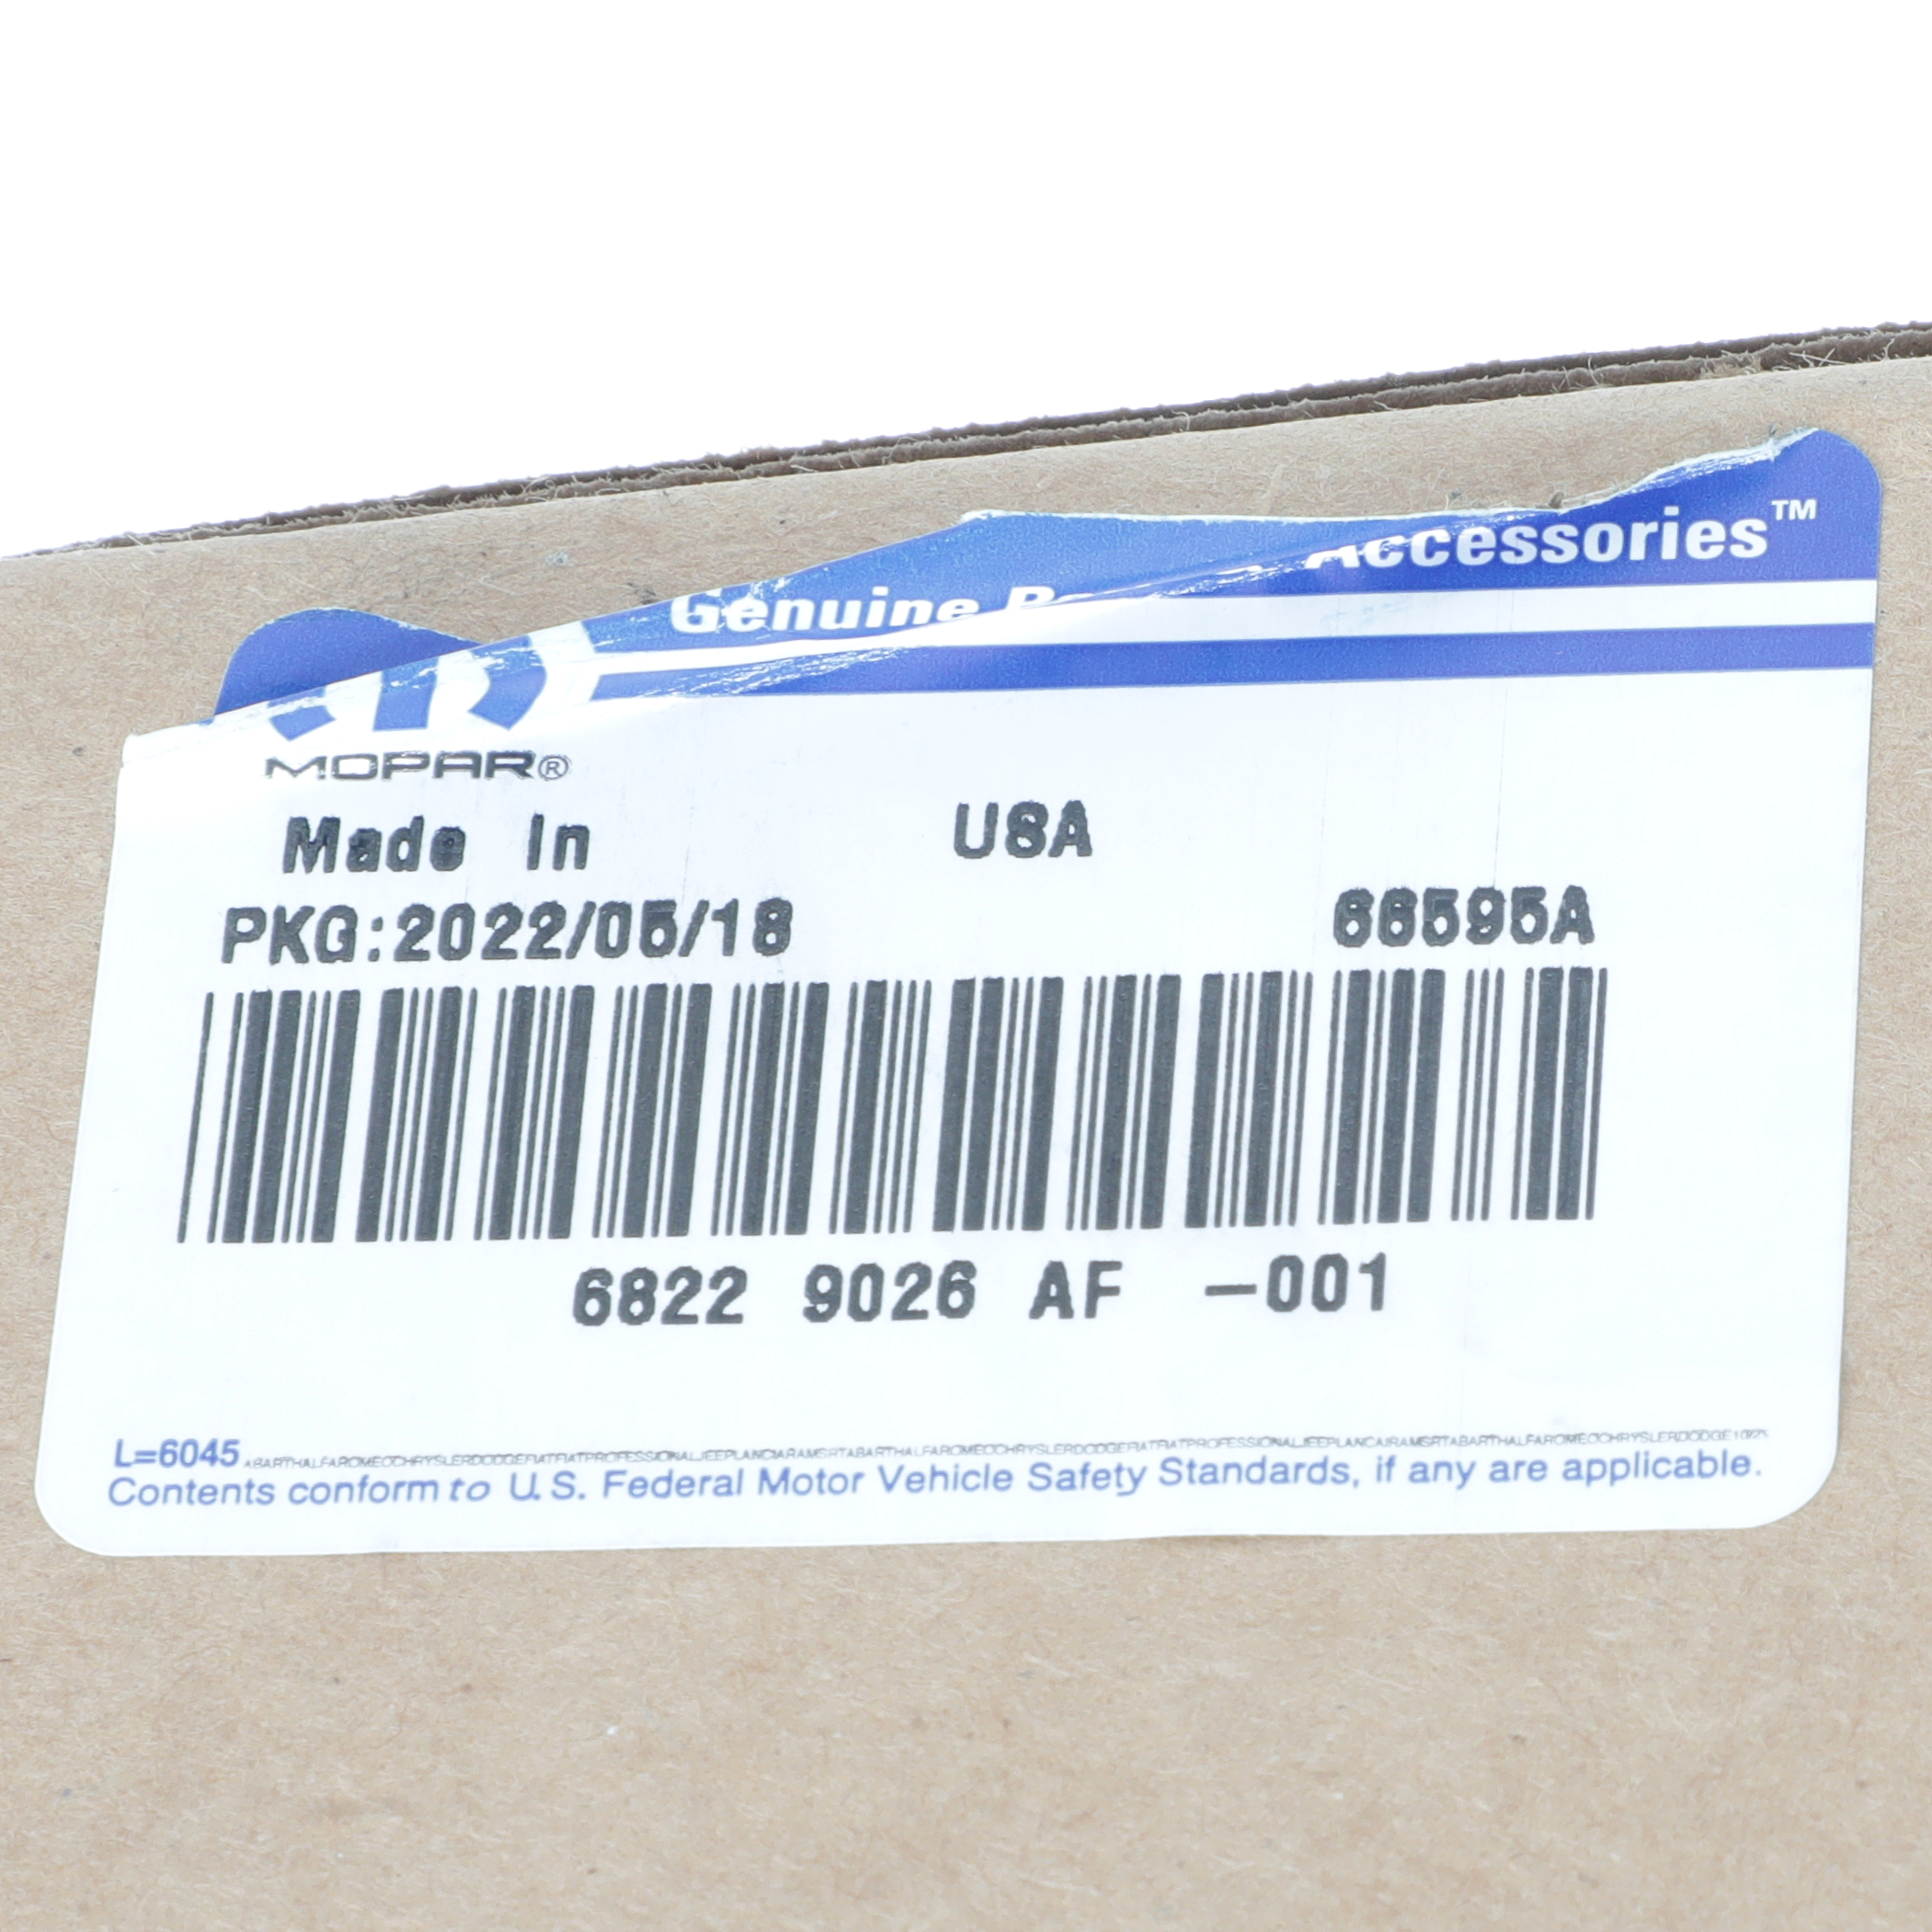 Genuine Accessories™
MOPAR®
Made In USA
PKG:2022/05/18 66595A
6822 9026 AF -001
L=6045
Contents conform to U.S. Federal Motor Vehicle Safety Standards, if any are applicable.